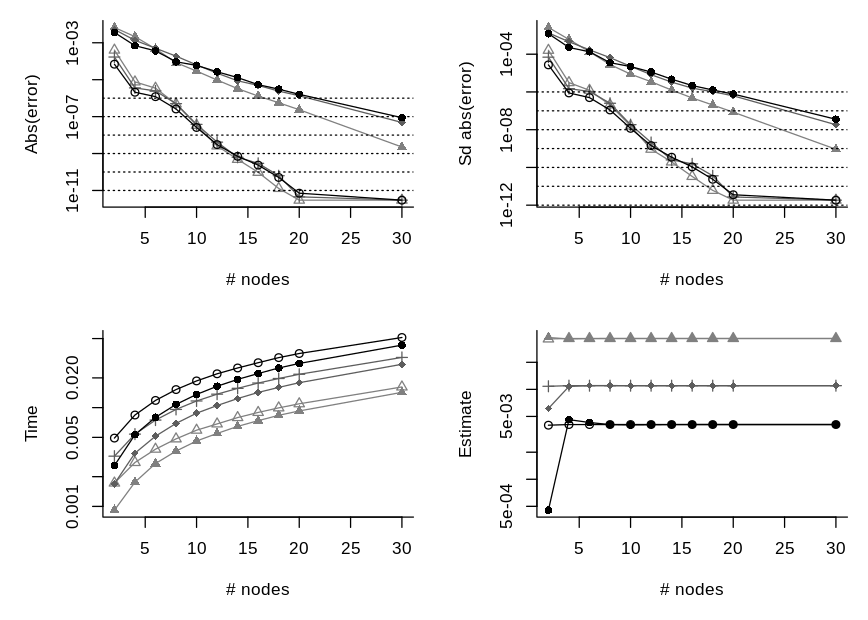 Abs(error)
1e-03
1e-07
1e-11
5 10 15 20 25 30
# nodes
Sd abs(error)
1e-04
1e-08
1e-12
5 10 15 20 25 30
# nodes
Time
0.020
0.005
0.001
5 10 15 20 25 30
# nodes
Estimate
5e-03
5e-04
5 10 15 20 25 30
# nodes